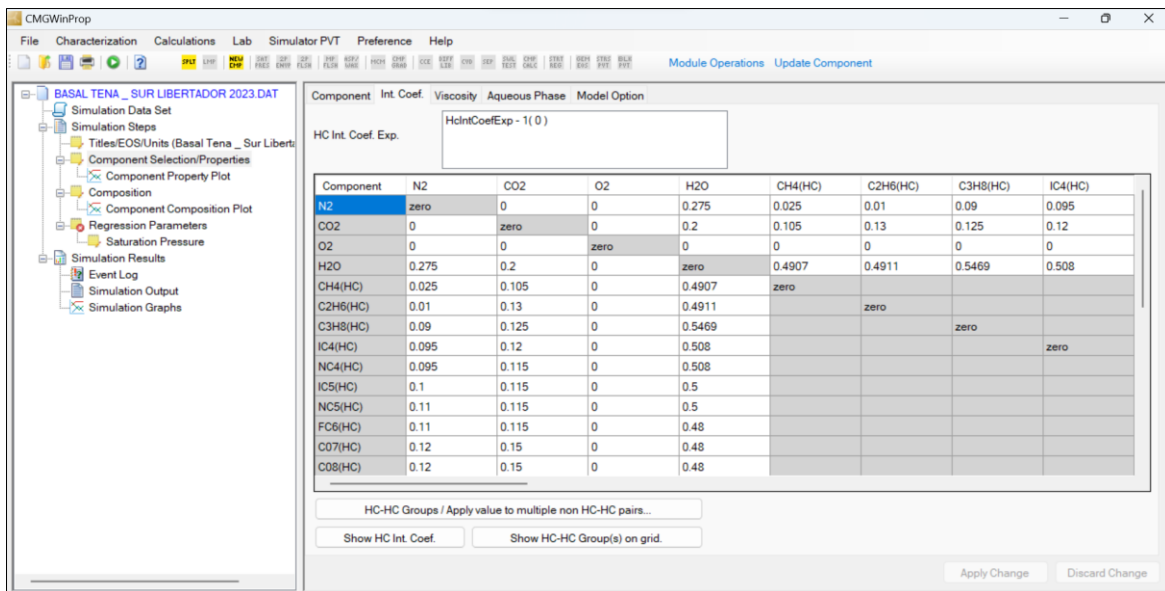 CMGWinProp
File Characterization Calculations Lab Simulator PVT Preference Help
SPLT LMP NEW CMP Module Operations Update Component
BASAL TENA _ SUR LIBERTADOR 2023.DAT
Simulation Data Set
Simulation Steps
Titles/EOS/Units (Basal Tena _ Sur Liberta
Component Selection/Properties
Component Property Plot
Composition
Component Composition Plot
Regression Parameters
Saturation Pressure
Simulation Results
Event Log
Simulation Output
Simulation Graphs
Component Int. Coef. Viscosity Aqueous Phase Model Option
HC Int. Coef. Exp.
HcIntCoefExp - 1( 0 )
Component N2 CO2 O2 H2O CH4(HC) C2H6(HC) C3H8(HC) IC4(HC)
N2 zero 0 0 0.275 0.025 0.01 0.09 0.095
CO2 0 zero 0 0.2 0.105 0.13 0.125 0.12
O2 0 0 zero 0 0 0 0 0
H2O 0.275 0.2 0 zero 0.4907 0.4911 0.5469 0.508
CH4(HC) 0.025 0.105 0 0.4907 zero
C2H6(HC) 0.01 0.13 0 0.4911 zero
C3H8(HC) 0.09 0.125 0 0.5469 zero
IC4(HC) 0.095 0.12 0 0.508 zero
NC4(HC) 0.095 0.115 0 0.508
IC5(HC) 0.1 0.115 0 0.5
NC5(HC) 0.11 0.115 0 0.5
FC6(HC) 0.11 0.115 0 0.48
C07(HC) 0.12 0.15 0 0.48
C08(HC) 0.12 0.15 0 0.48
HC-HC Groups / Apply value to multiple non HC-HC pairs...
Show HC Int. Coef. Show HC-HC Group(s) on grid.
Apply Change Discard Change